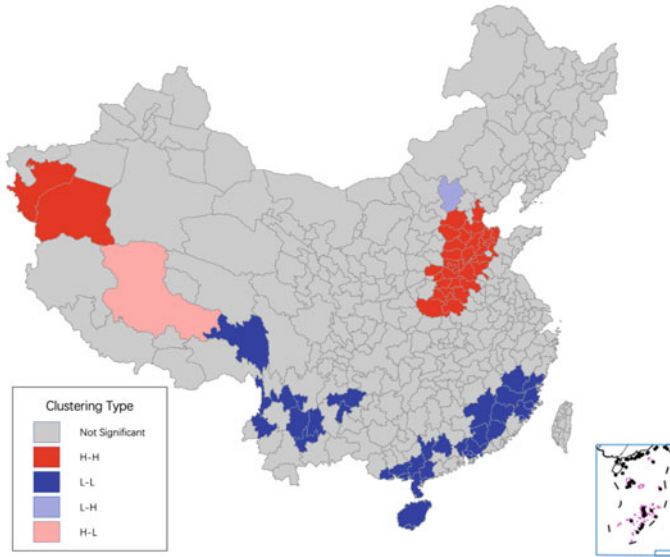 Clustering Type
Not Significant
H-H
L-L
L-H
H-L